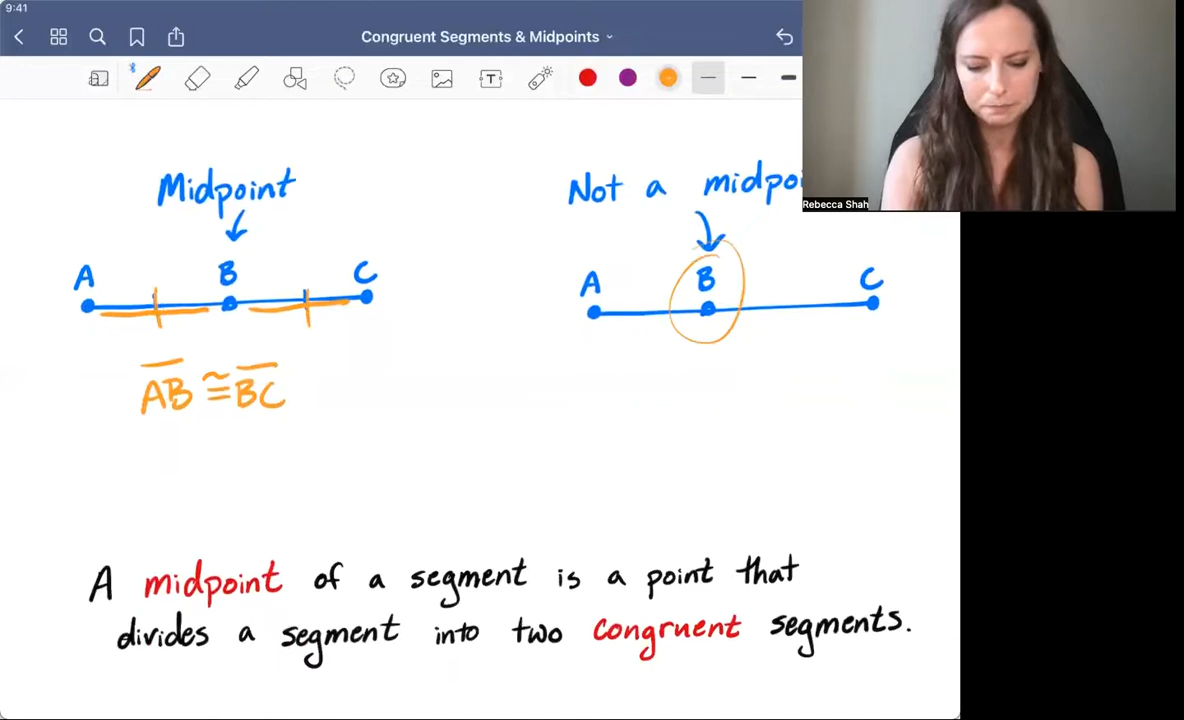 9:41
Congruent Segments & Midpoints
T
Rebecca Shah
Midpoint
Not a
A B C
A B C
AB ≅ BC
A midpoint of a segment is a point that
divides a segment into two congruent segments.